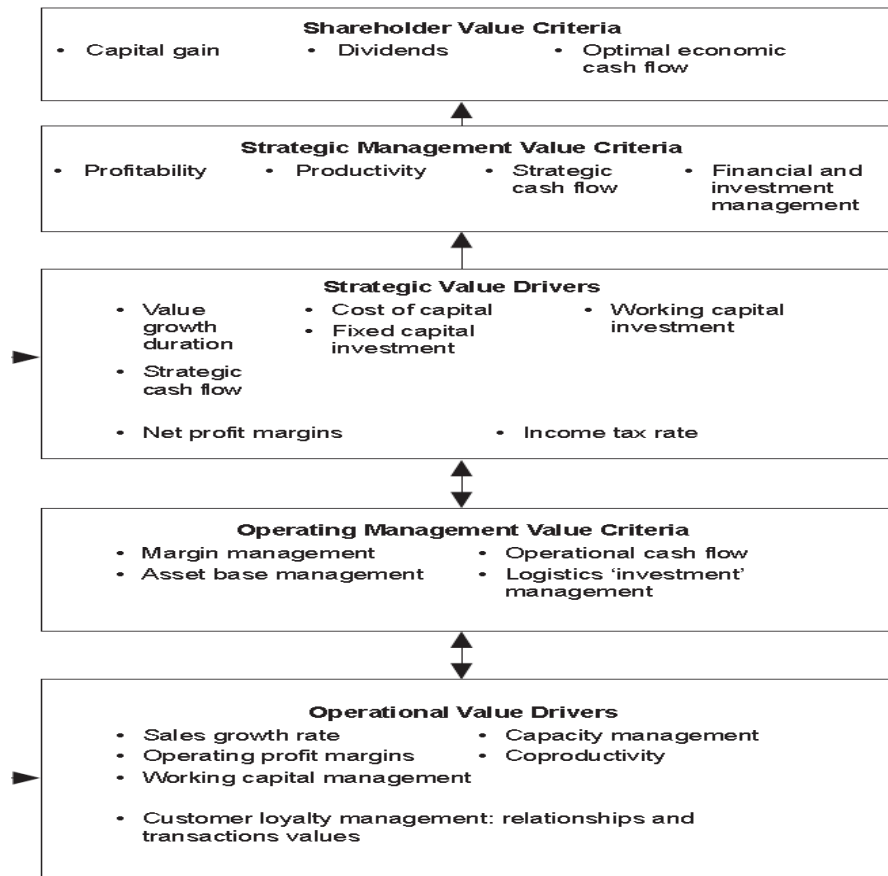 Shareholder Value Criteria
• Capital gain • Dividends • Optimal economic
cash flow
Strategic Management Value Criteria
• Profitability • Productivity • Strategic • Financial and
cash flow investment
management
Strategic Value Drivers
• Value • Cost of capital • Working capital
growth • Fixed capital investment
duration investment
• Strategic
cash flow
• Net profit margins • Income tax rate
Operating Management Value Criteria
• Margin management • Operational cash flow
• Asset base management • Logistics ‘investment’
management
Operational Value Drivers
• Sales growth rate • Capacity management
• Operating profit margins • Coproductivity
• Working capital management
• Customer loyalty management: relationships and
transactions values